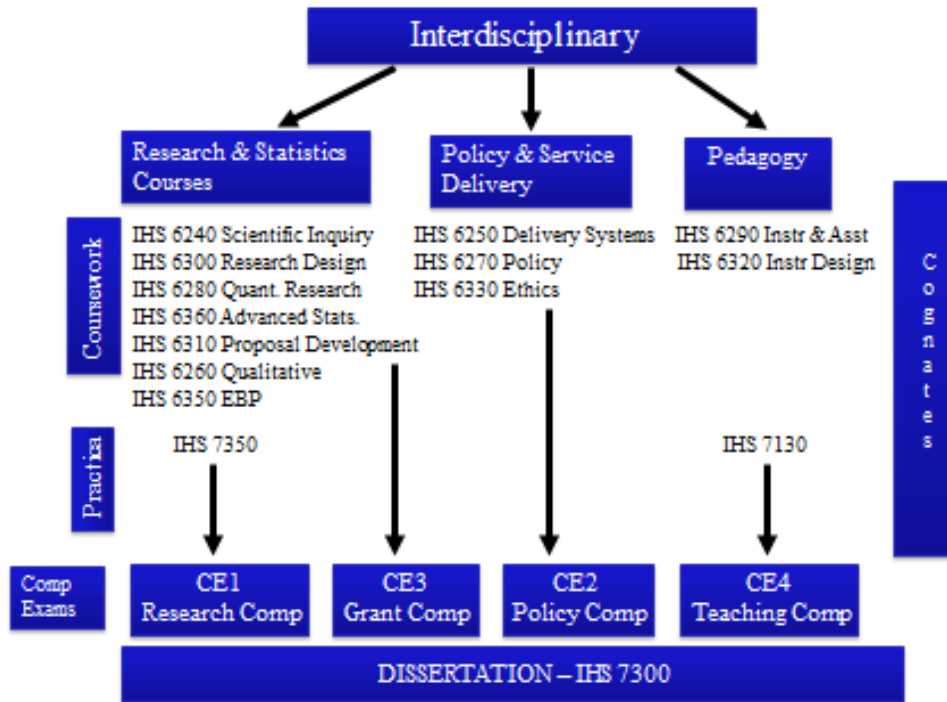 Interdisciplinary
Research & Statistics
Courses
Policy & Service
Delivery
Pedagogy
Coursework
IHS 6240 Scientific Inquiry
IHS 6300 Research Design
IHS 6280 Quant. Research
IHS 6360 Advanced Stats.
IHS 6310 Proposal Development
IHS 6260 Qualitative
IHS 6350 EBP
IHS 6250 Delivery Systems
IHS 6270 Policy
IHS 6330 Ethics
IHS 6290 Instr & Asst
IHS 6320 Instr Design
Cognates
Practica
IHS 7350
IHS 7130
Comp
Exams
CE1
Research Comp
CE3
Grant Comp
CE2
Policy Comp
CE4
Teaching Comp
DISSERTATION – IHS 7300